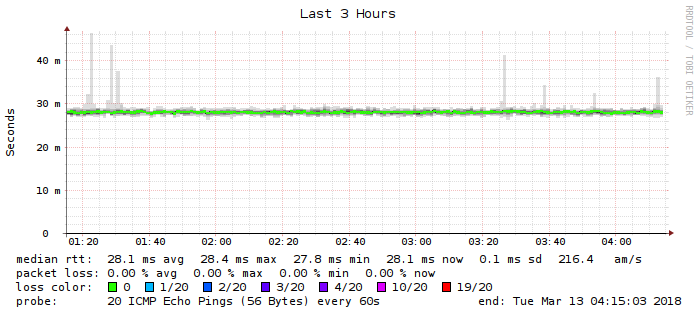 Last 3 Hours
RRDTOOL / TOBI OETIKER
Seconds
40 m
30 m
20 m
10 m
0
01:20 01:40 02:00 02:20 02:40 03:00 03:20 03:40 04:00
median rtt: 28.1 ms avg 28.4 ms max 27.8 ms min 28.1 ms now 0.1 ms sd 216.4 am/s
packet loss: 0.00 % avg 0.00 % max 0.00 % min 0.00 % now
loss color: 0 1/20 2/20 3/20 4/20 10/20 19/20
probe: 20 ICMP Echo Pings (56 Bytes) every 60s end: Tue Mar 13 04:15:03 2018